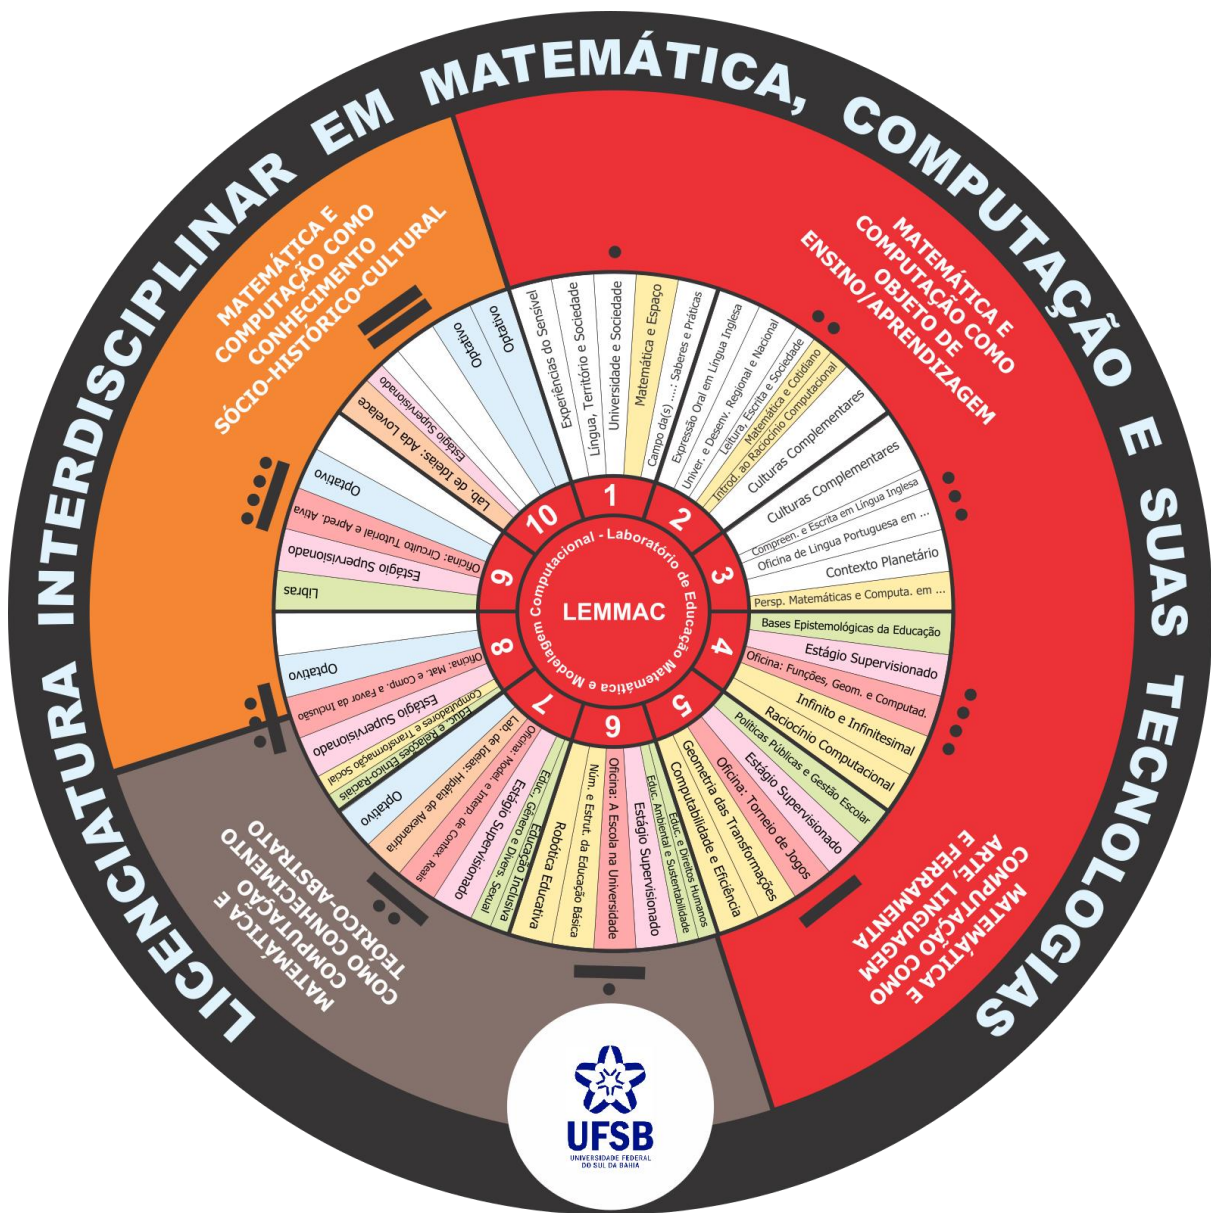 LICENCIATURA INTERDISCIPLINAR EM MATEMÁTICA, COMPUTAÇÃO E SUAS TECNOLOGIAS
MATEMÁTICA E
COMPUTAÇÃO COMO
CONHECIMENTO
SÓCIO-HISTÓRICO-CULTURAL
MATEMÁTICA E
COMPUTAÇÃO COMO
OBJETO DE
ENSINO/APRENDIZAGEM
MATEMÁTICA E
COMPUTAÇÃO COMO
ARTE, LINGUAGEM
E FERRAMENTA
MATEMÁTICA E
COMPUTAÇÃO
COMO CONHECIMENTO
TEÓRICO-ABSTRATO
1
Experiências do Sensível
Língua, Território e Sociedade
Universidade e Sociedade
Matemática e Espaço
Campo da(s) ....: Saberes e Práticas
2
Expressão Oral em Língua Inglesa
Univer. e Desenv. Regional e Nacional
Leitura, Escrita e Sociedade
Matemática e Cotidiano
Introd. ao Raciocínio Computacional
Culturas Complementares
3
Culturas Complementares
Compreen. e Escrita em Língua Inglesa
Oficina de Lingua Portuguesa em ...
Contexto Planetário
Persp. Matemáticas e Computa. em ...
4
Bases Epistemológicas da Educação
Estágio Supervisionado
Oficina: Funções, Geom. e Computad.
Infinito e Infinitesimal
Raciocínio Computacional
5
Políticas Públicas e Gestão Escolar
Estágio Supervisionado
Oficina: Torneio de Jogos
Geometria das Transformações
Computabilidade e Eficiência
6
Educ. e Direitos Humanos
Educ. Ambiental e Sustentabilidade
Estágio Supervisionado
Oficina: A Escola na Universidade
Núm. e Estrut. da Educação Básica
Robótica Educativa
7
Educação Inclusiva
Educ., Gênero e Divers. Sexual
Estágio Supervisionado
Oficina: Model. e Interp. de Contex. Reais
Lab. de Ideias: Hipátia de Alexandria
Optativo
8
Educ. e Relações Étnico-Raciais
Computadores e Transformação Social
Estágio Supervisionado
Oficina: Mat. e Comp. a Favor da Inclusão
Optativo
9
Libras
Estágio Supervisionado
Oficina: Circuito Tutorial e Apred. Ativa
Optativo
10
Lab. de Ideias: Ada Lovelace
Estágio Supervisionado
Optativo
Optativo
LEMMAC
Laboratório de Educação Matemática e Modelagem Computacional -
UFSB
UNIVERSIDADE FEDERAL
DO SUL DA BAHIA